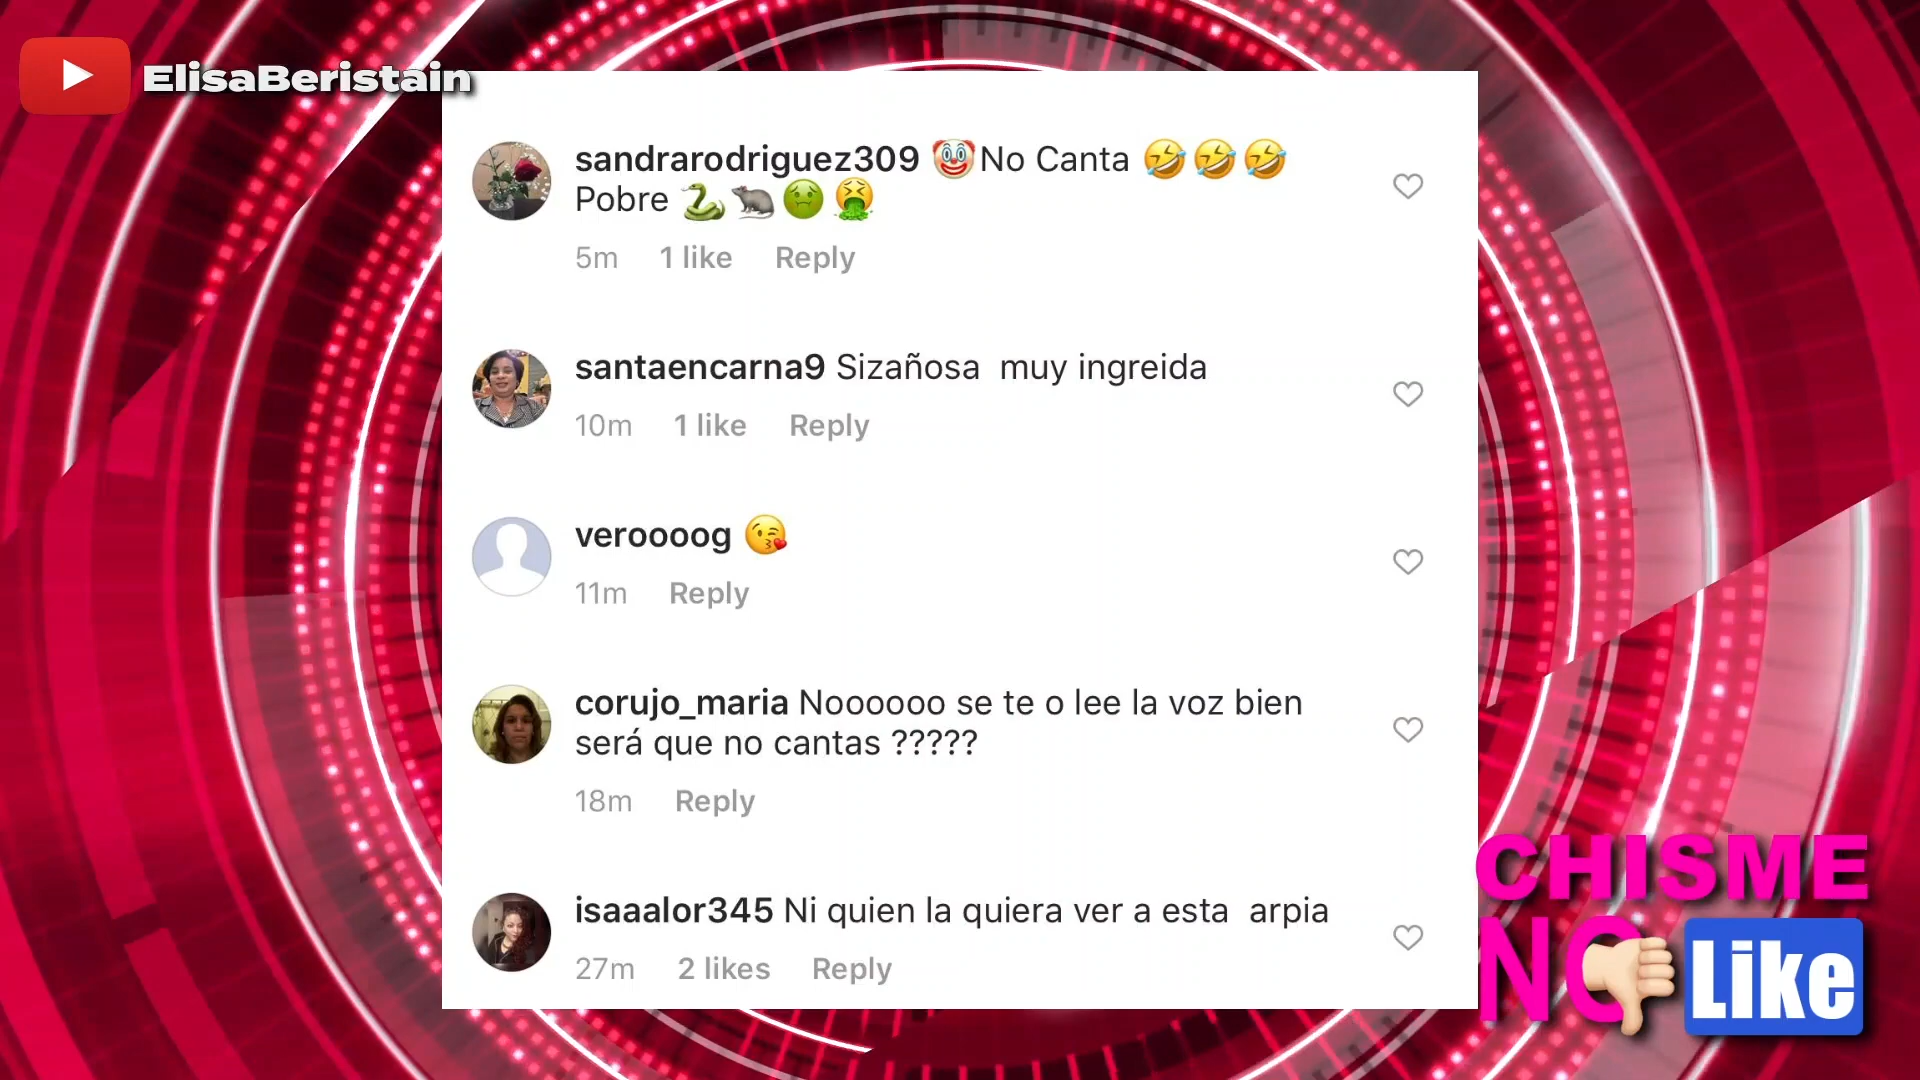 ElisaBeristain
sandrarodriguez309 🤡No Canta 🤣🤣🤣
Pobre 🐍🐀🤢🤮
5m 1 like Reply
santaencarna9 Sizañosa muy ingreida
10m 1 like Reply
veroooog 😘
11m Reply
corujo_maria Noooooo se te o lee la voz bien
será que no cantas ?????
18m Reply
isaaalor345 Ni quien la quiera ver a esta arpia
27m 2 likes Reply
CHISME
NO Like